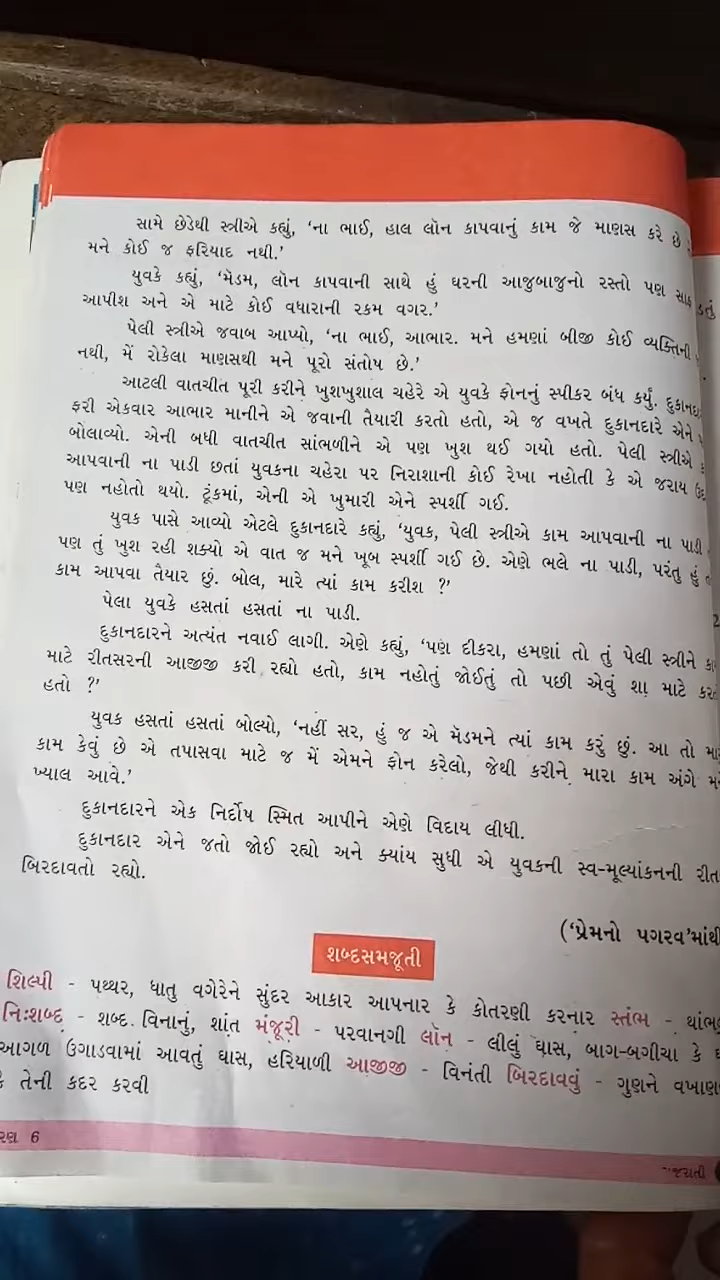 સામે છેડેથી સ્ત્રીએ કહ્યું, ‘ના ભાઈ, હાલ લૉન કાપવાનું કામ જે માણસ કરે છે
મને કોઈ જ ફરિયાદ નથી.’
યુવકે કહ્યું, ‘મૅડમ, લૉન કાપવાની સાથે હું ઘરની આજુબાજુનો રસ્તો પણ
આપીશ અને એ માટે કોઈ વધારાની રકમ વગર.’
પેલી સ્ત્રીએ જવાબ આપ્યો, ‘ના ભાઈ, આભાર. મને હમણાં બીજી કોઈ વ્યક્તિની
નથી, મેં રોકેલા માણસથી મને પૂરો સંતોષ છે.’
આટલી વાતચીત પૂરી કરીને ખુશખુશાલ ચહેરે એ યુવકે ફોનનું સ્પીકર બંધ કર્યું.
ફરી એકવાર આભાર માનીને એ જવાની તૈયારી કરતો હતો, એ જ વખતે દુકાનદારે એને
બોલાવ્યો. એની બધી વાતચીત સાંભળીને એ પણ ખુશ થઈ ગયો હતો. પેલી સ્ત્રીએ
આપવાની ના પાડી છતાં યુવકના ચહેરા પર નિરાશાની કોઈ રેખા નહોતી કે એ જરાય
પણ નહોતો થયો. ટૂંકમાં, એની એ ખુમારી એને સ્પર્શી ગઈ.
યુવક પાસે આવ્યો એટલે દુકાનદારે કહ્યું, ‘યુવક, પેલી સ્ત્રીએ કામ આપવાની ના પાડી
પણ તું ખુશ રહી શક્યો એ વાત જ મને ખૂબ સ્પર્શી ગઈ છે. એણે ભલે ના પાડી, પરંતુ હું
કામ આપવા તૈયાર છું. બોલ, મારે ત્યાં કામ કરીશ ?’
પેલા યુવકે હસતાં હસતાં ના પાડી.
દુકાનદારને અત્યંત નવાઈ લાગી. એણે કહ્યું, ‘પણ દીકરા, હમણાં તો તું પેલી સ્ત્રીને
માટે રીતસરની આજીજી કરી રહ્યો હતો, કામ નહોતું જોઈતું તો પછી એવું શા માટે
હતો ?’
યુવક હસતાં હસતાં બોલ્યો, ‘નહીં સર, હું જ એ મૅડમને ત્યાં કામ કરું છું. આ તો
કામ કેવું છે એ તપાસવા માટે જ મેં એમને ફોન કરેલો, જેથી કરીને મારા કામ અંગે
ખ્યાલ આવે.’
દુકાનદારને એક નિર્દોષ સ્મિત આપીને એણે વિદાય લીધી.
દુકાનદાર એને જતો જોઈ રહ્યો અને ક્યાંય સુધી એ યુવકની સ્વ-મૂલ્યાંકનની રીત
બિરદાવતો રહ્યો.
(‘પ્રેમનો પગરવ’માંથી
શબ્દસમજૂતી
શિલ્પી - પથ્થર, ધાતુ વગેરેને સુંદર આકાર આપનાર કે કોતરણી કરનાર સ્તંભ -
નિઃશબ્દ - શબ્દ વિનાનું, શાંત મંજૂરી - પરવાનગી લૉન - લીલું ઘાસ, બાગ-બગીચા કે
આગળ ઉગાડવામાં આવતું ઘાસ, હરિયાળી આજીજી - વિનંતી બિરદાવવું - ગુણને
કે તેની કદર કરવી
6